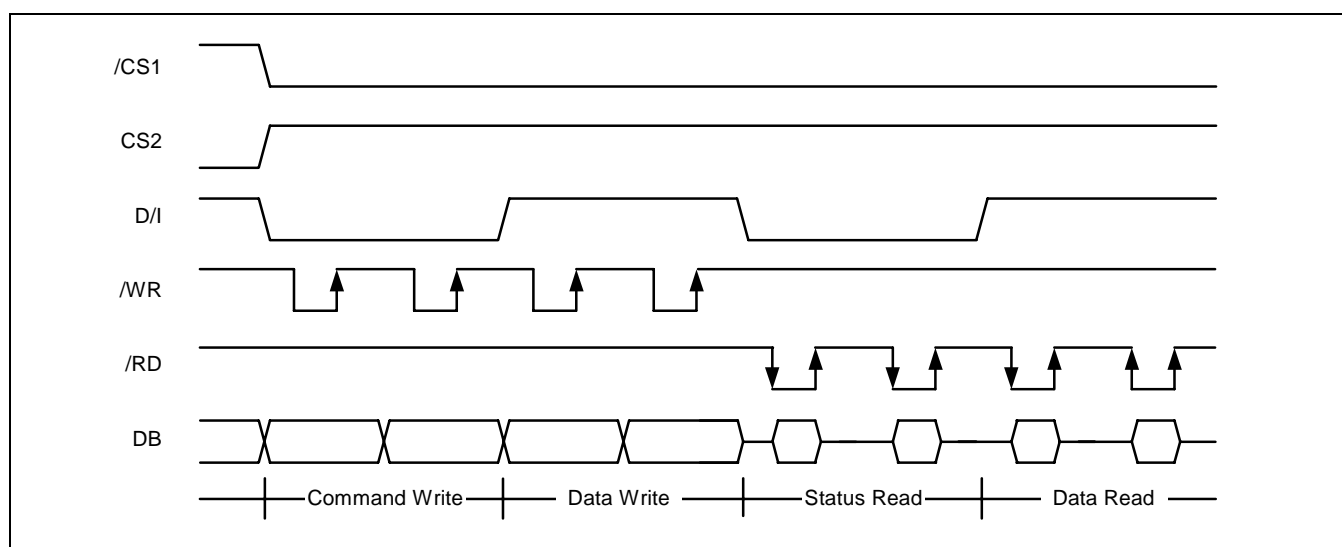 /CS1
CS2
D/I
/WR
/RD
DB
Command Write Data Write Status Read Data Read